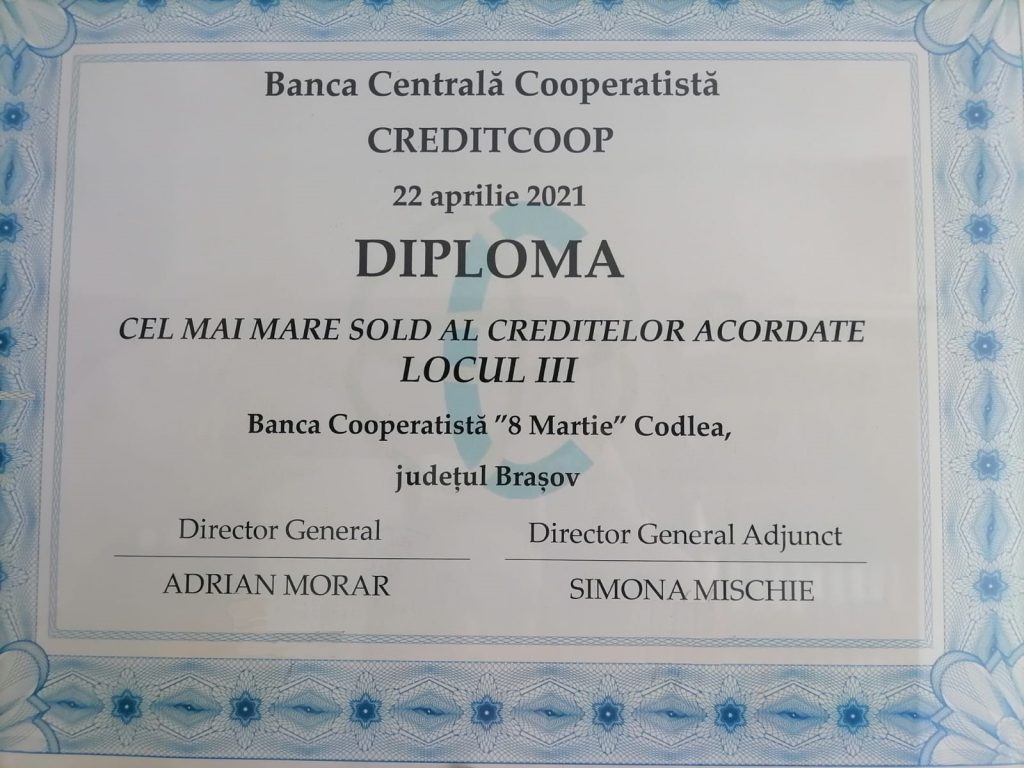 Banca Centrală Cooperatistă
CREDITCOOP
22 aprilie 2021
DIPLOMA
CEL MAI MARE SOLD AL CREDITELOR ACORDATE
LOCUL III
Banca Cooperatistă ”8 Martie” Codlea,
județul Brașov
Director General
ADRIAN MORAR
Director General Adjunct
SIMONA MISCHIE